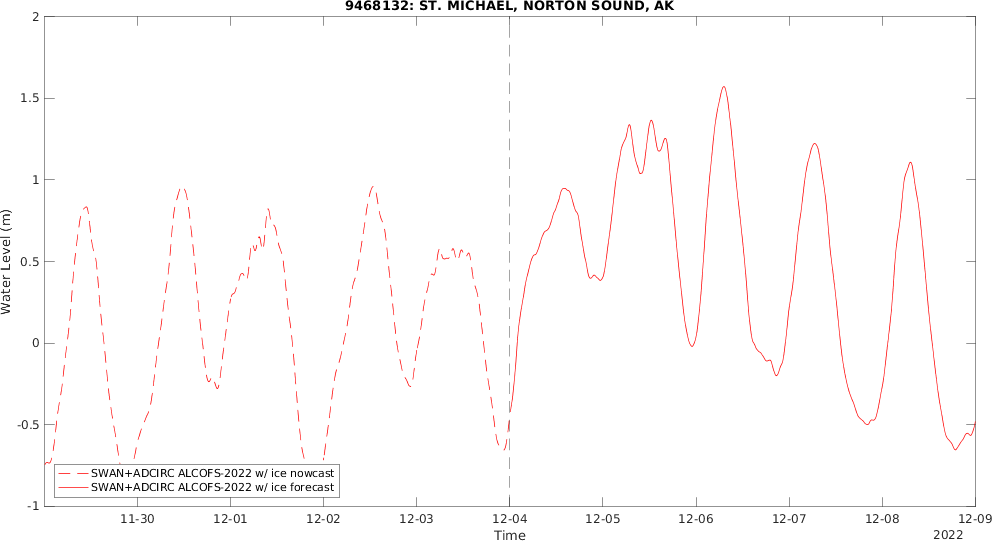 9468132: ST. MICHAEL, NORTON SOUND, AK
2
1.5
1
0.5
0
-0.5
-1
Water Level (m)
SWAN+ADCIRC ALCOFS-2022 w/ ice nowcast
SWAN+ADCIRC ALCOFS-2022 w/ ice forecast
11-30 12-01 12-02 12-03 12-04 12-05 12-06 12-07 12-08 12-09
Time
2022